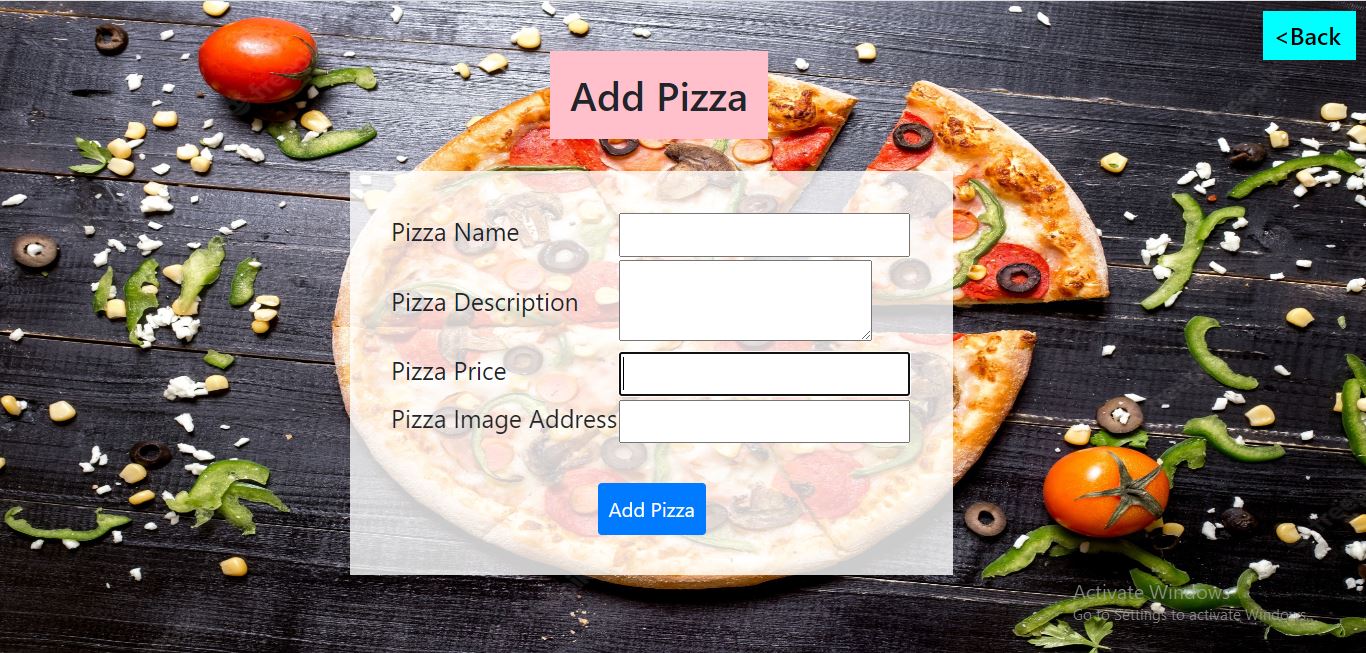 <Back
Add Pizza
Pizza Name
Pizza Description
Pizza Price
Pizza Image Address
Add Pizza
Activate Windows
Go to Settings to activate Windows.